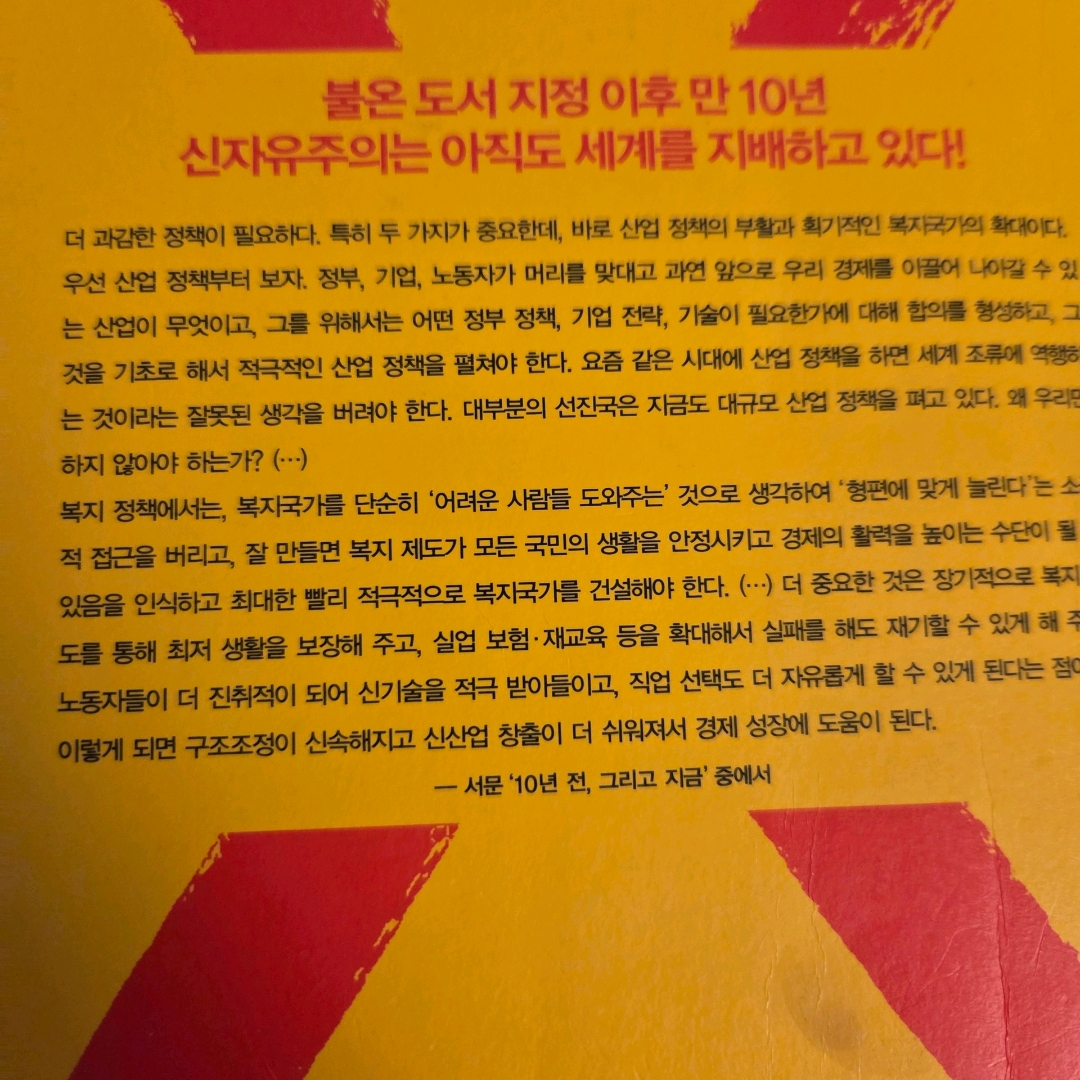 불온 도서 지정 이후 만 10년
신자유주의는 아직도 세계를 지배하고 있다!
더 과감한 정책이 필요하다. 특히 두 가지가 중요한데, 바로 산업 정책의 부활과 획기적인 복지국가의 확대이다.
우선 산업 정책부터 보자. 정부, 기업, 노동자가 머리를 맞대고 과연 앞으로 우리 경제를 이끌어 나아갈 수 있
는 산업이 무엇이고, 그를 위해서는 어떤 정부 정책, 기업 전략, 기술이 필요한가에 대해 합의를 형성하고, 그
것을 기초로 해서 적극적인 산업 정책을 펼쳐야 한다. 요즘 같은 시대에 산업 정책을 하면 세계 조류에 역행하
는 것이라는 잘못된 생각을 버려야 한다. 대부분의 선진국은 지금도 대규모 산업 정책을 펴고 있다. 왜 우리만
하지 않아야 하는가? (…)
복지 정책에서는, 복지국가를 단순히 ‘어려운 사람들 도와주는’ 것으로 생각하여 ‘형편에 맞게 늘린다’는 소
적 접근을 버리고, 잘 만들면 복지 제도가 모든 국민의 생활을 안정시키고 경제의 활력을 높이는 수단이 될
있음을 인식하고 최대한 빨리 적극적으로 복지국가를 건설해야 한다. (…) 더 중요한 것은 장기적으로 복지
도를 통해 최저 생활을 보장해 주고, 실업 보험·재교육 등을 확대해서 실패를 해도 재기할 수 있게 해 주
노동자들이 더 진취적이 되어 신기술을 적극 받아들이고, 직업 선택도 더 자유롭게 할 수 있게 된다는 점이
이렇게 되면 구조조정이 신속해지고 신산업 창출이 더 쉬워져서 경제 성장에 도움이 된다.
— 서문 ‘10년 전, 그리고 지금’ 중에서